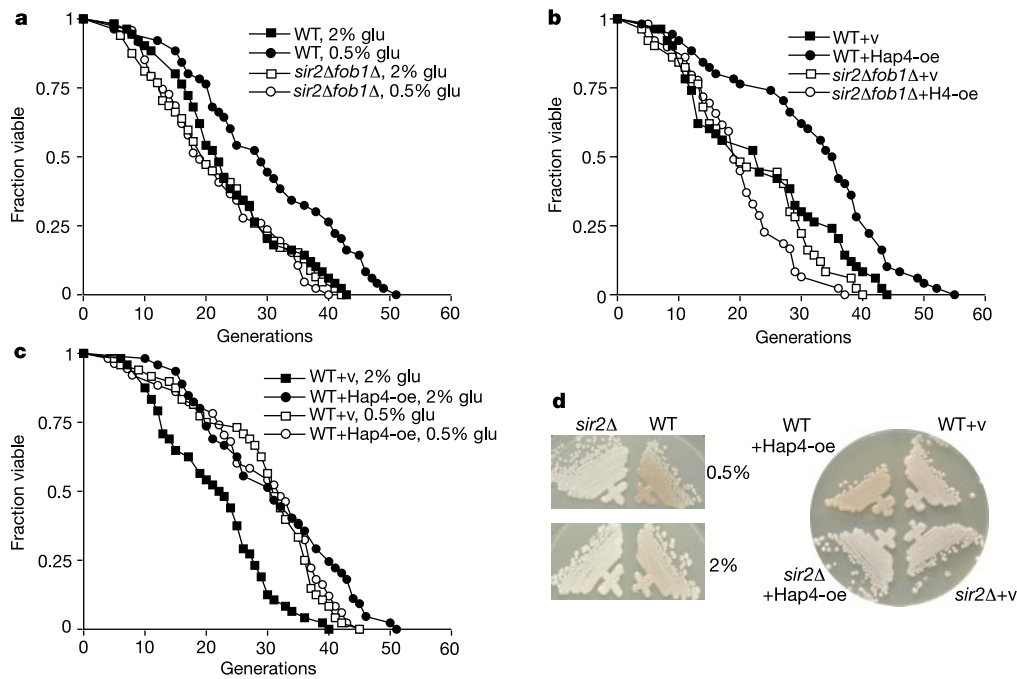 a
WT, 2% glu
WT, 0.5% glu
sir2Δfob1Δ, 2% glu
sir2Δfob1Δ, 0.5% glu
Fraction viable
1
0.75
0.5
0.25
0
0 10 20 30 40 50 60
Generations
b
WT+v
WT+Hap4-oe
sir2Δfob1Δ+v
sir2Δfob1Δ+H4-oe
Fraction viable
1
0.75
0.5
0.25
0
0 10 20 30 40 50 60
Generations
c
WT+v, 2% glu
WT+Hap4-oe, 2% glu
WT+v, 0.5% glu
WT+Hap4-oe, 0.5% glu
Fraction viable
1
0.75
0.5
0.25
0
0 10 20 30 40 50 60
Generations
d
sir2Δ WT
0.5%
2%
WT
+Hap4-oe
WT+v
sir2Δ
+Hap4-oe
sir2Δ+v